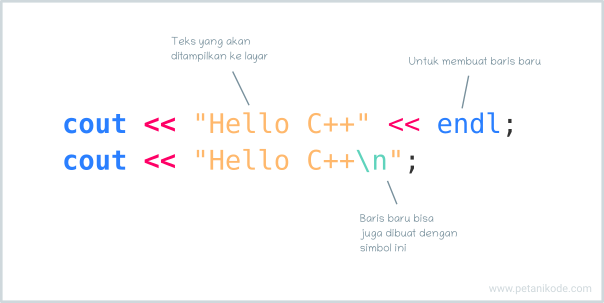 Teks yang akan
ditampilkan ke layar
Untuk membuat baris baru
cout << "Hello C++" << endl;
cout << "Hello C++\n";
Baris baru bisa
juga dibuat dengan
simbol ini
www.petanikode.com